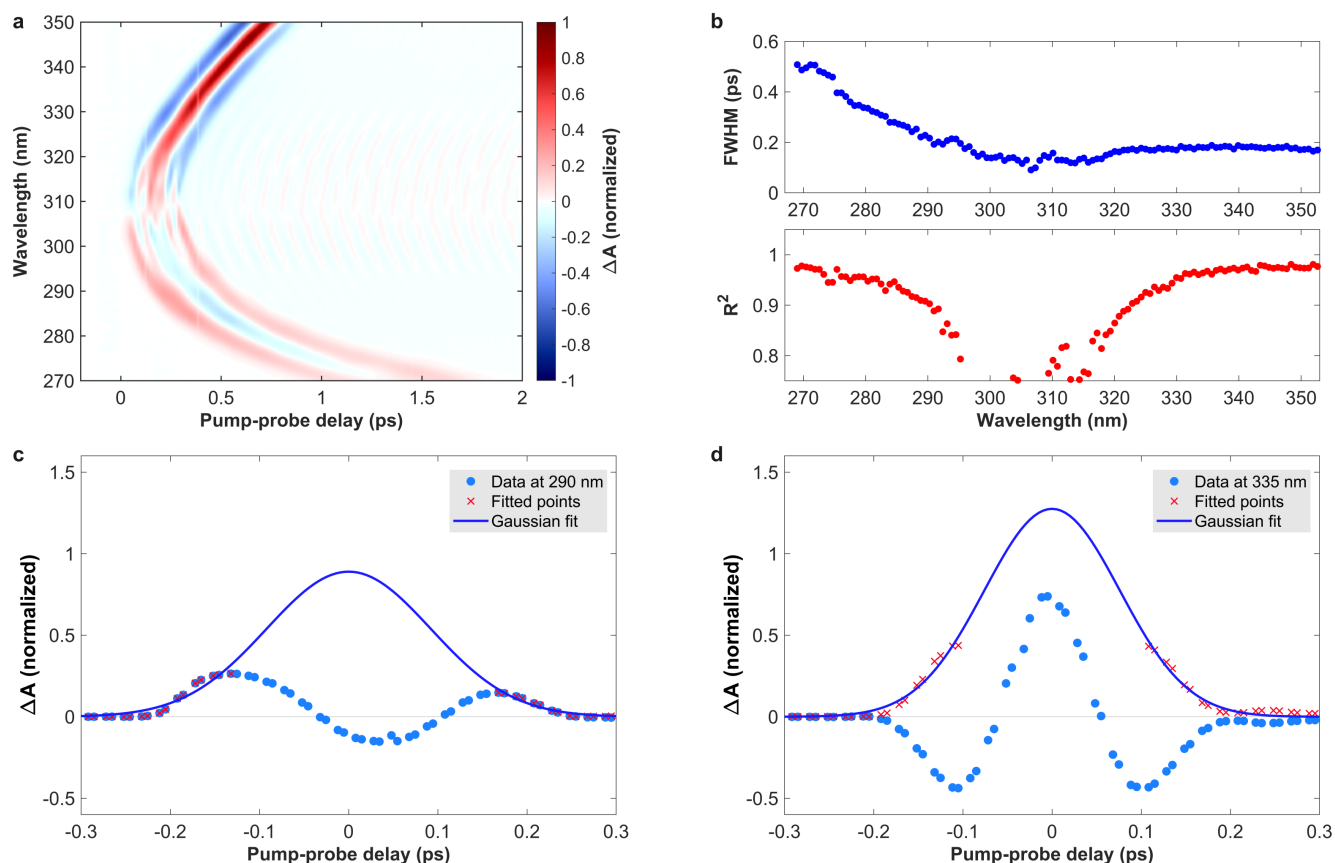 a
350
340
330
320
310
300
290
280
270
Wavelength (nm)
0
0.5
1
1.5
2
Pump-probe delay (ps)
1
0.8
0.6
0.4
0.2
0
-0.2
-0.4
-0.6
-0.8
-1
ΔA (normalized)
b
0.6
0.4
0.2
0
FWHM (ps)
270 280 290 300 310 320 330 340 350
1
0.9
0.8
R²
270 280 290 300 310 320 330 340 350
Wavelength (nm)
c
1.5
1
0.5
0
-0.5
ΔA (normalized)
Data at 290 nm
Fitted points
Gaussian fit
-0.3 -0.2 -0.1 0 0.1 0.2 0.3
Pump-probe delay (ps)
d
1.5
1
0.5
0
-0.5
ΔA (normalized)
Data at 335 nm
Fitted points
Gaussian fit
-0.3 -0.2 -0.1 0 0.1 0.2 0.3
Pump-probe delay (ps)